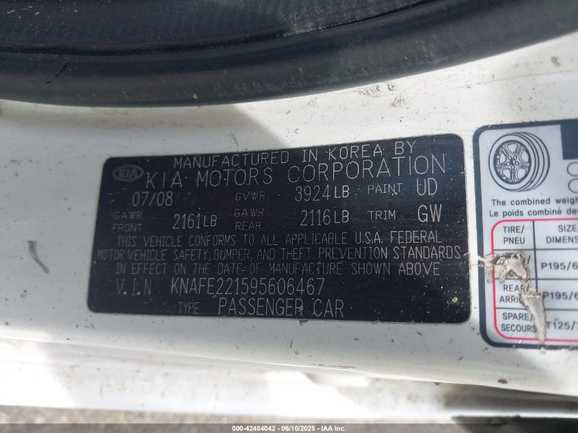 MANUFACTURED IN KOREA BY
KIA KIA MOTORS CORPORATION
07/08 GVWR 3924LB PAINT UD
GAWR FRONT 2161LB GAWR REAR 2116LB TRIM GW
THIS VEHICLE CONFORMS TO ALL APPLICABLE U.S.A. FEDERAL
MOTOR VEHICLE SAFETY, BUMPER, AND THEFT PREVENTION STANDARDS
IN EFFECT ON THE DATE OF MANUFACTURE SHOWN ABOVE
V.I.N KNAFE221595606467
TYPE PASSENGER CAR
The combined weigh
Le poids combiné de
TIRE/ SIZE
PNEU DIMENS
P195/6
REAR/
ARRI P195/6
SPARE/
SECOURS T125/
000-42484042 - 06/10/2025 - IAA Inc.